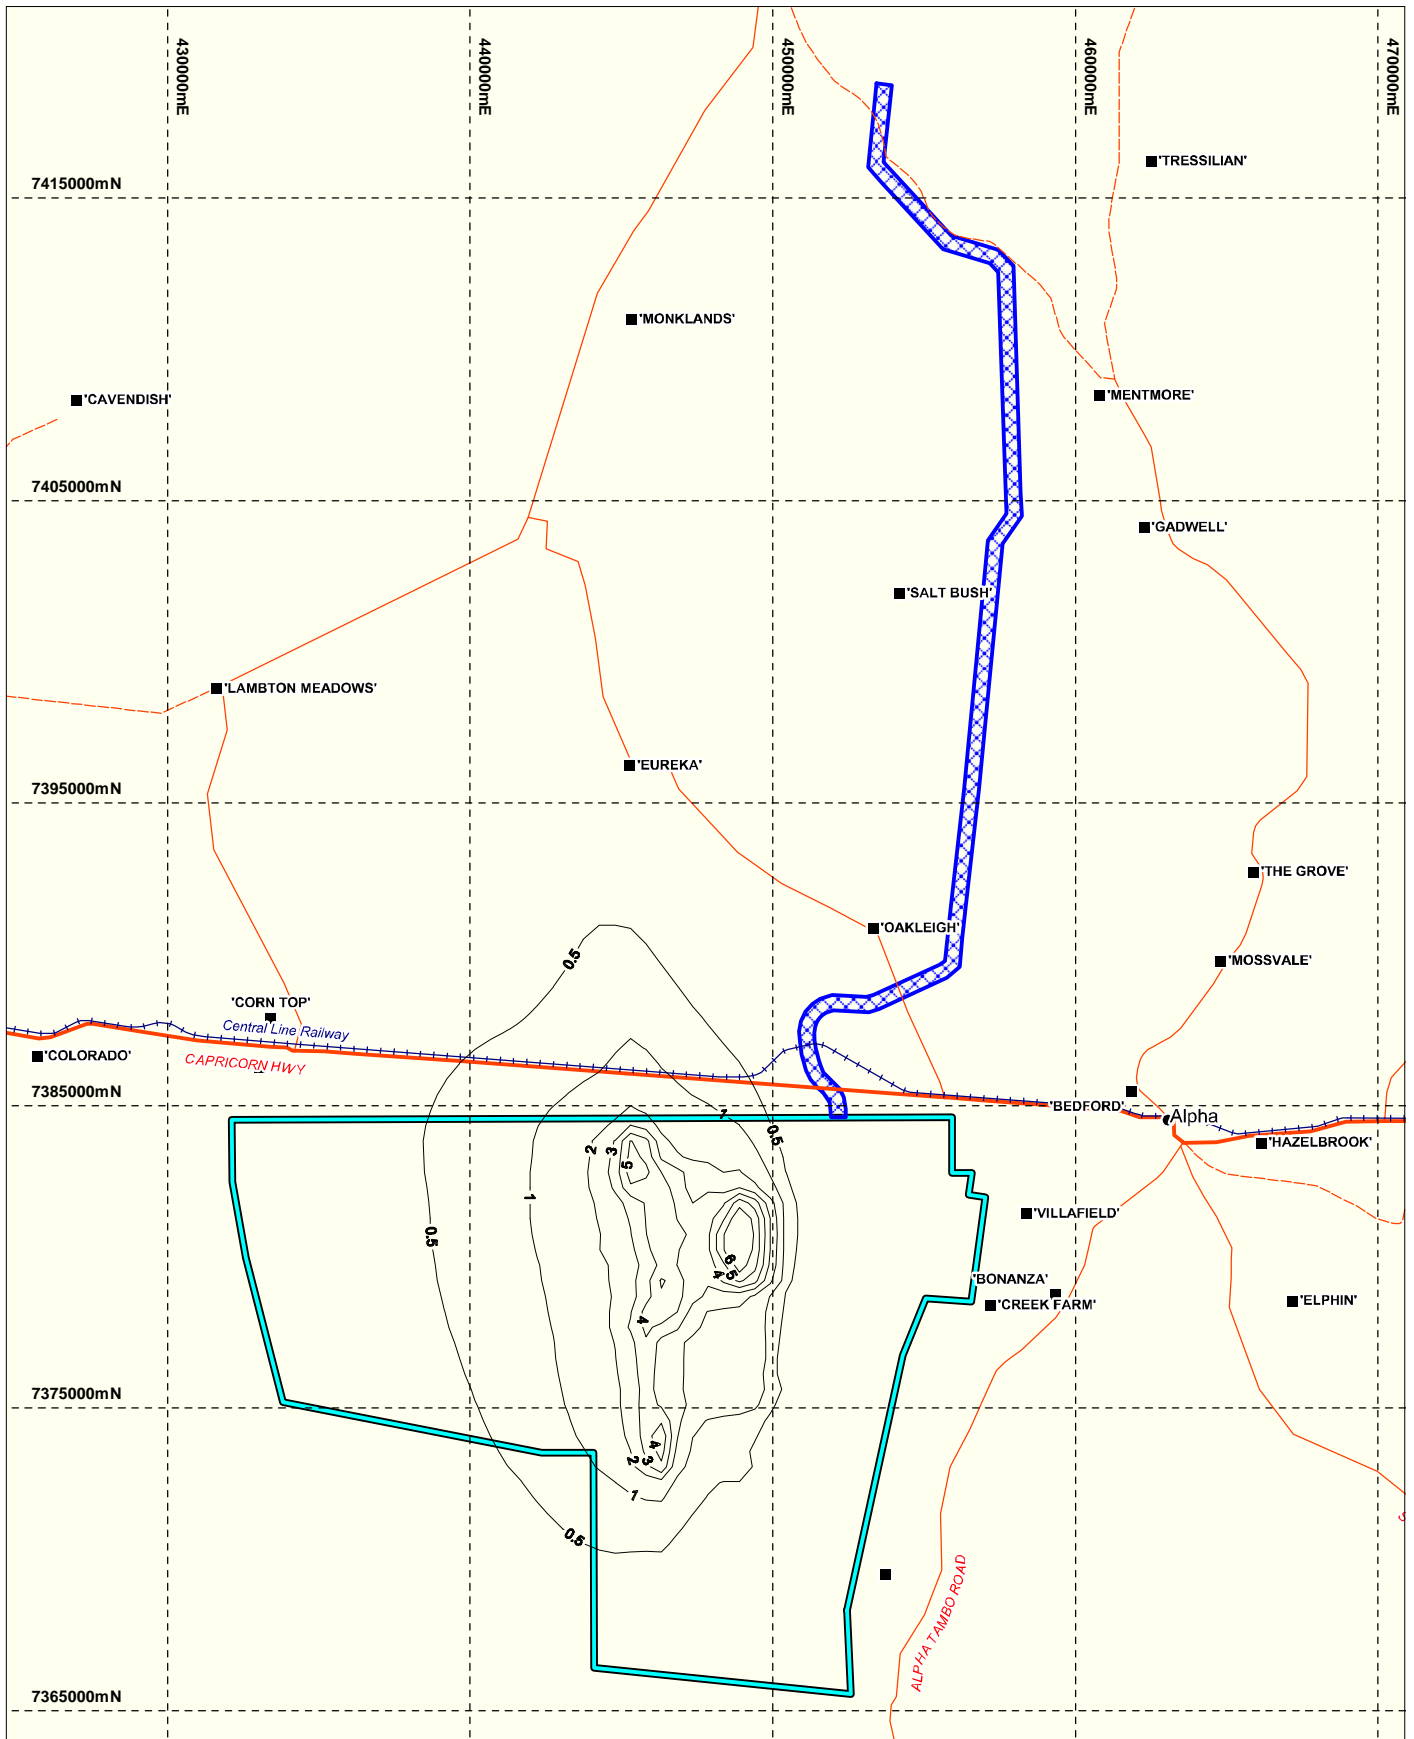 430000mE
440000mE
450000mE
460000mE
470000mE
'TRESSILIAN'
7415000mN
'MONKLANDS'
'CAVENDISH'
'MENTMORE'
7405000mN
'GADWELL'
'SALT BUSH'
'LAMBTON MEADOWS'
'EUREKA'
7395000mN
'THE GROVE'
'OAKLEIGH'
0.5
'MOSSVALE'
'CORN TOP'
Central Line Railway
'COLORADO'
CAPRICORN HWY
7385000mN
'BEDFORD'
Alpha
1
0.5
'HAZELBROOK'
2
3
5
1
'VILLAFIELD'
0.5
6
4
5
'BONANZA'
'CREEK FARM'
'ELPHIN'
4
7375000mN
4
2
3
1
0.5
ALPHA TAMBO ROAD
7365000mN